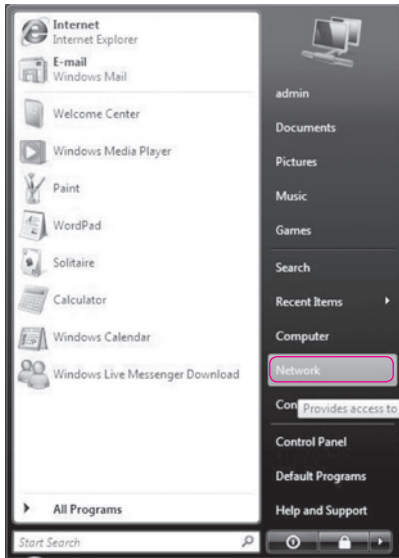 Internet
Internet Explorer
E-mail
Windows Mail
Welcome Center
Windows Media Player
Paint
WordPad
Solitaire
Calculator
Windows Calendar
Windows Live Messenger Download
All Programs
Start Search
admin
Documents
Pictures
Music
Games
Search
Recent Items
Computer
Network
Con
Provides access to
Control Panel
Default Programs
Help and Support